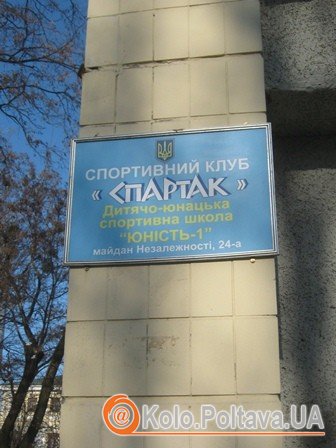 СПОРТИВНИЙ КЛУБ
« СПАРТАК »
Дитячо-юнацька
спортивна школа
"ЮНІСТЬ-1"
майдан Незалежності, 24-а
@Kolo.Poltava.UA